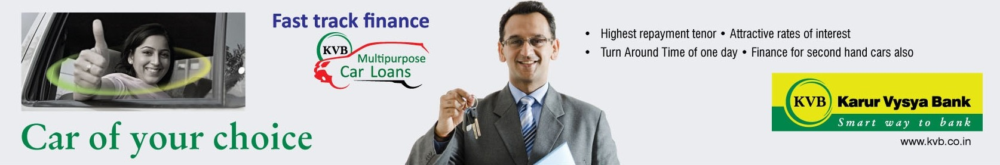 Fast track finance
KVB
Multipurpose
Car Loans
Car of your choice
• Highest repayment tenor • Attractive rates of interest
• Turn Around Time of one day • Finance for second hand cars also
KVB Karur Vysya Bank
Smart way to bank
www.kvb.co.in